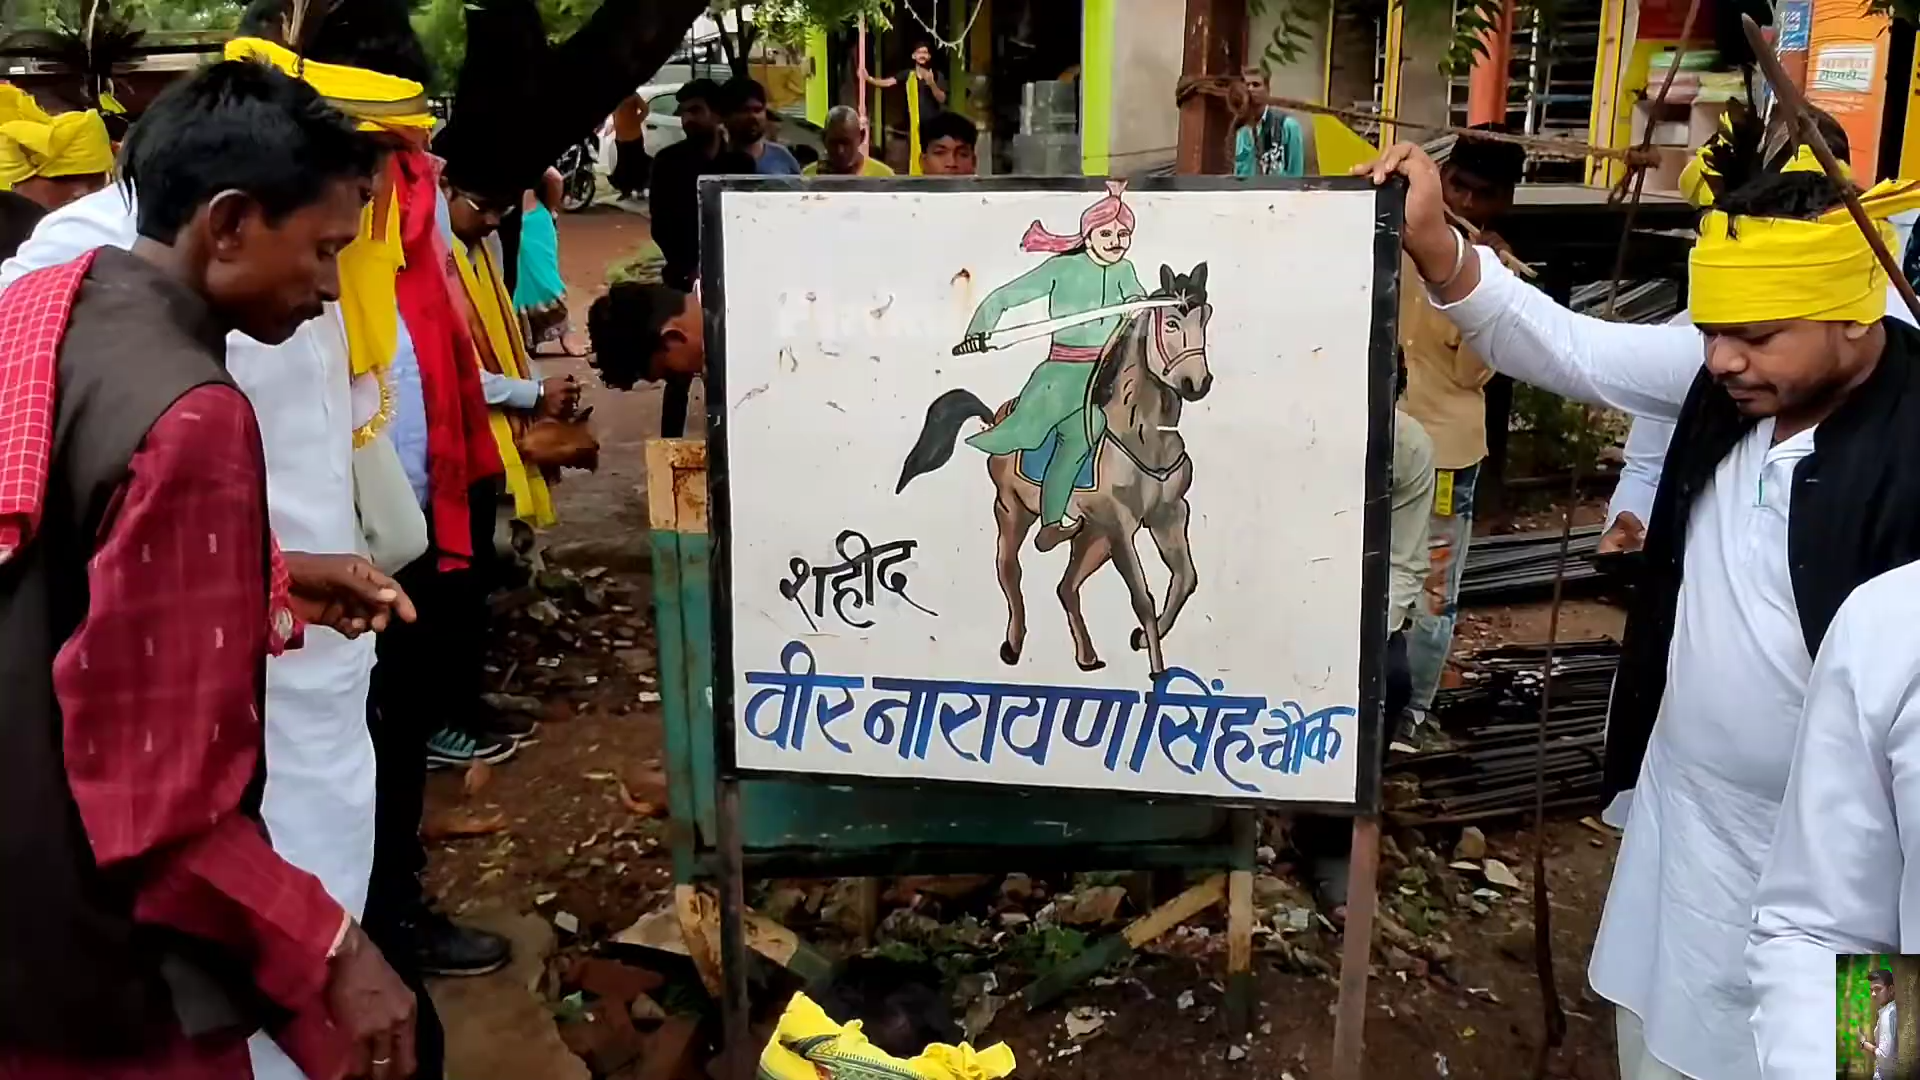 शहीद
वीर नारायण सिंह चौक